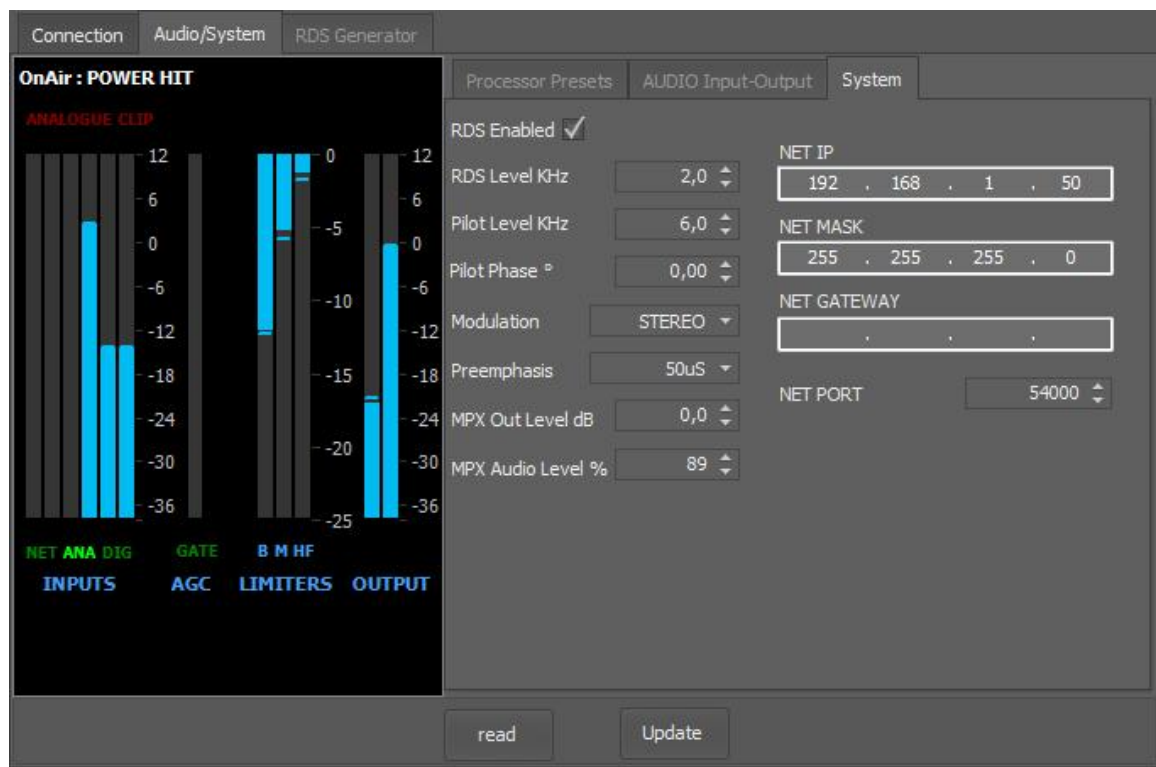 Connection Audio/System RDS Generator
OnAir : POWER HIT
ANALOGUE CLIP
12
6
0
-6
-12
-18
-24
-30
-36
0
-5
-10
-15
-20
-25
12
6
0
-6
-12
-18
-24
-30
-36
NET ANA DIG GATE B M HF
INPUTS AGC LIMITERS OUTPUT
Processor Presets AUDIO Input-Output System
RDS Enabled
RDS Level KHz 2,0
Pilot Level KHz 6,0
Pilot Phase ° 0,00
Modulation STEREO
Preemphasis 50uS
MPX Out Level dB 0,0
MPX Audio Level % 89
NET IP
192 . 168 . 1 . 50
NET MASK
255 . 255 . 255 . 0
NET GATEWAY
. . .
NET PORT 54000
read Update